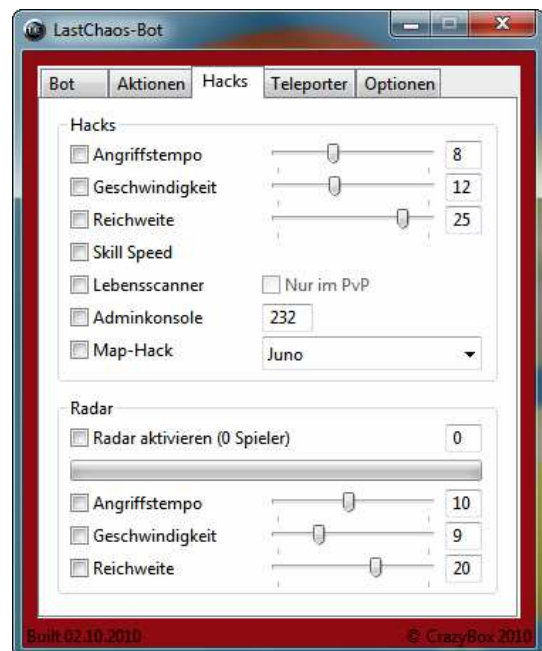 LastChaos-Bot
Bot Aktionen Hacks Teleporter Optionen
Hacks
Angriffstempo 8
Geschwindigkeit 12
Reichweite 25
Skill Speed
Lebensscanner Nur im PvP
Adminkonsole 232
Map-Hack Juno
Radar
Radar aktivieren (0 Spieler) 0
Angriffstempo 10
Geschwindigkeit 9
Reichweite 20
Built 02.10.2010 © CrazyBox 2010